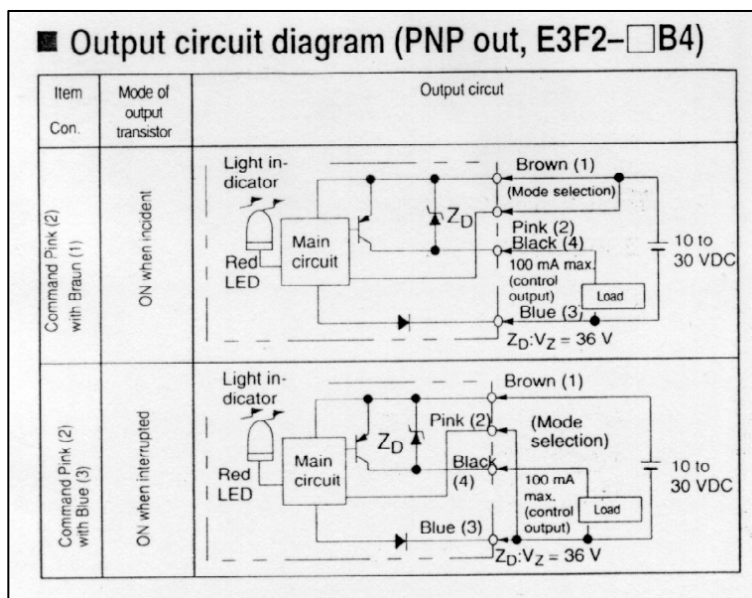 ■ Output circuit diagram (PNP out, E3F2-□B4)
Item
Con.
Mode of
output
transistor
Output circut
Command Pink (2)
with Braun (1)
ON when incident
Light in-
dicator
Red
LED
Main
circuit
ZD
Brown (1)
(Mode selection)
Pink (2)
Black (4)
100 mA max.
(control
output)
Load
10 to
30 VDC
Blue (3)
ZD:VZ = 36 V
Command Pink (2)
with Blue (3)
ON when interrupted
Light in-
dicator
Red
LED
Main
circuit
ZD
Brown (1)
Pink (2)
(Mode
selection)
Black
(4)
100 mA
max.
(control
output)
Load
10 to
30 VDC
Blue (3)
ZD:VZ = 36 V